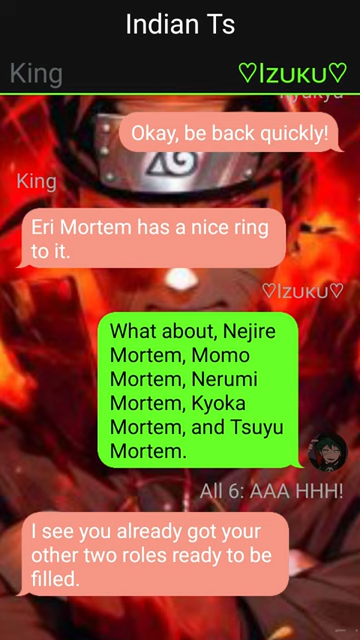 Indian Ts
King
♡Izuku♡
Okay, be back quickly!
King
Eri Mortem has a nice ring
to it.
♡Izuku♡
What about, Nejire
Mortem, Momo
Mortem, Nerumi
Mortem, Kyoka
Mortem, and Tsuyu
Mortem.
All 6: AAA HHH!
I see you already got your
other two roles ready to be
filled.